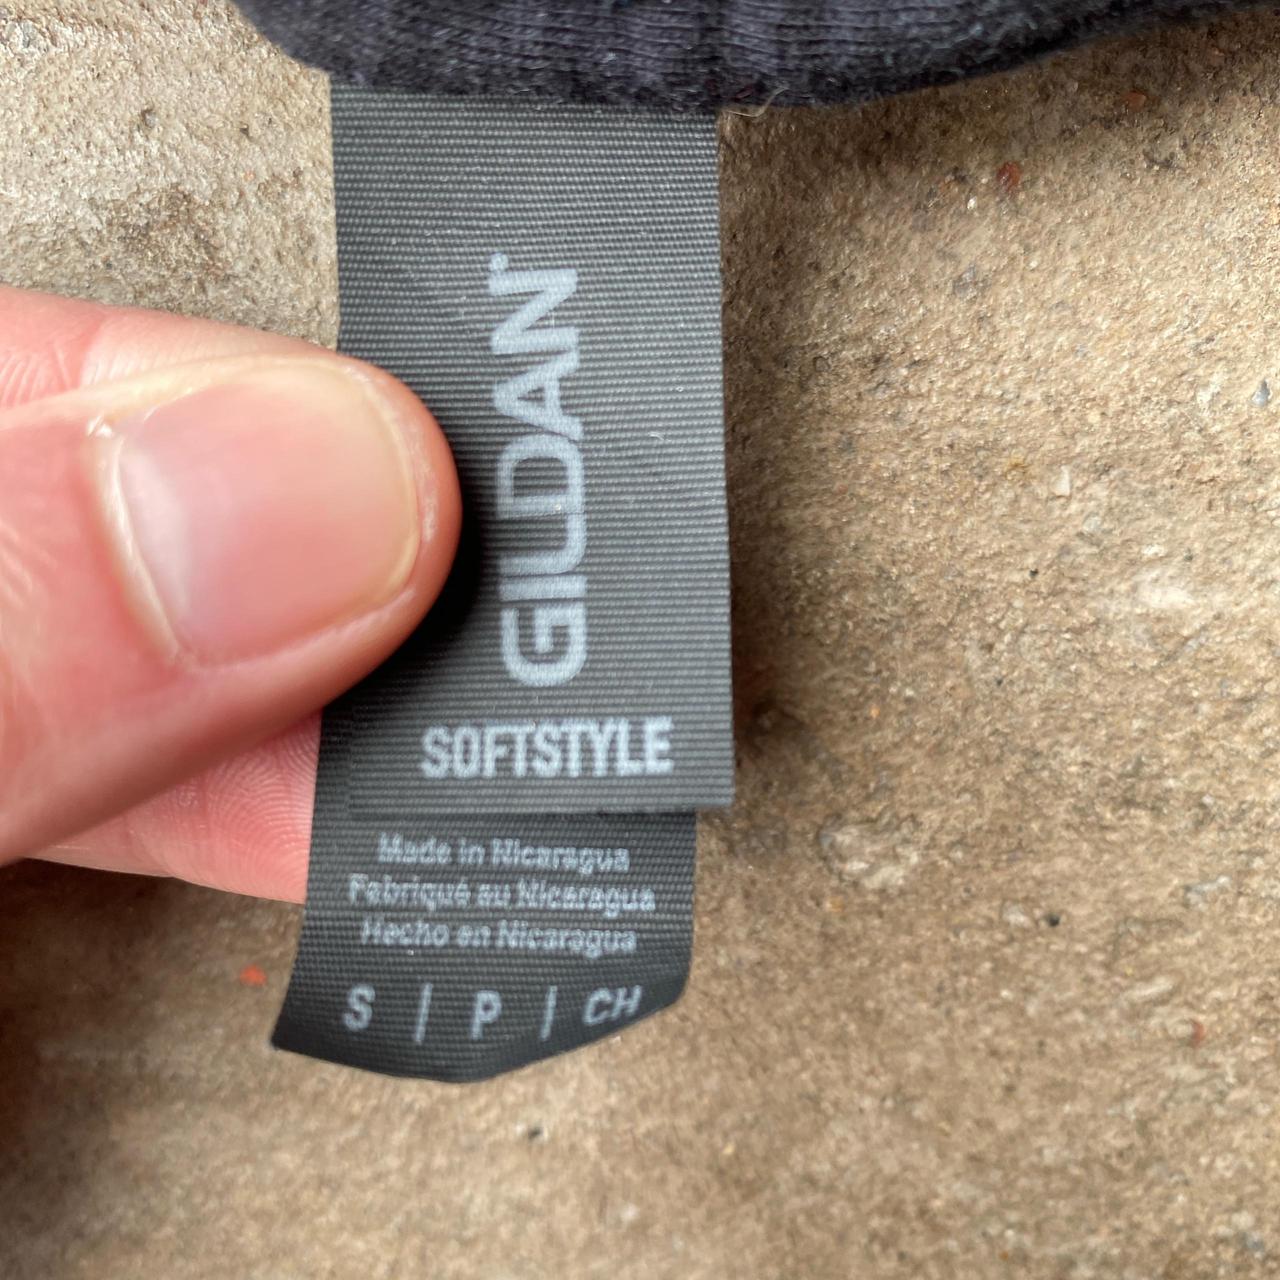 GILDAN®
SOFTSTYLE
Made in Nicaragua
Fabriqué au Nicaragua
Hecho en Nicaragua
S | P | CH